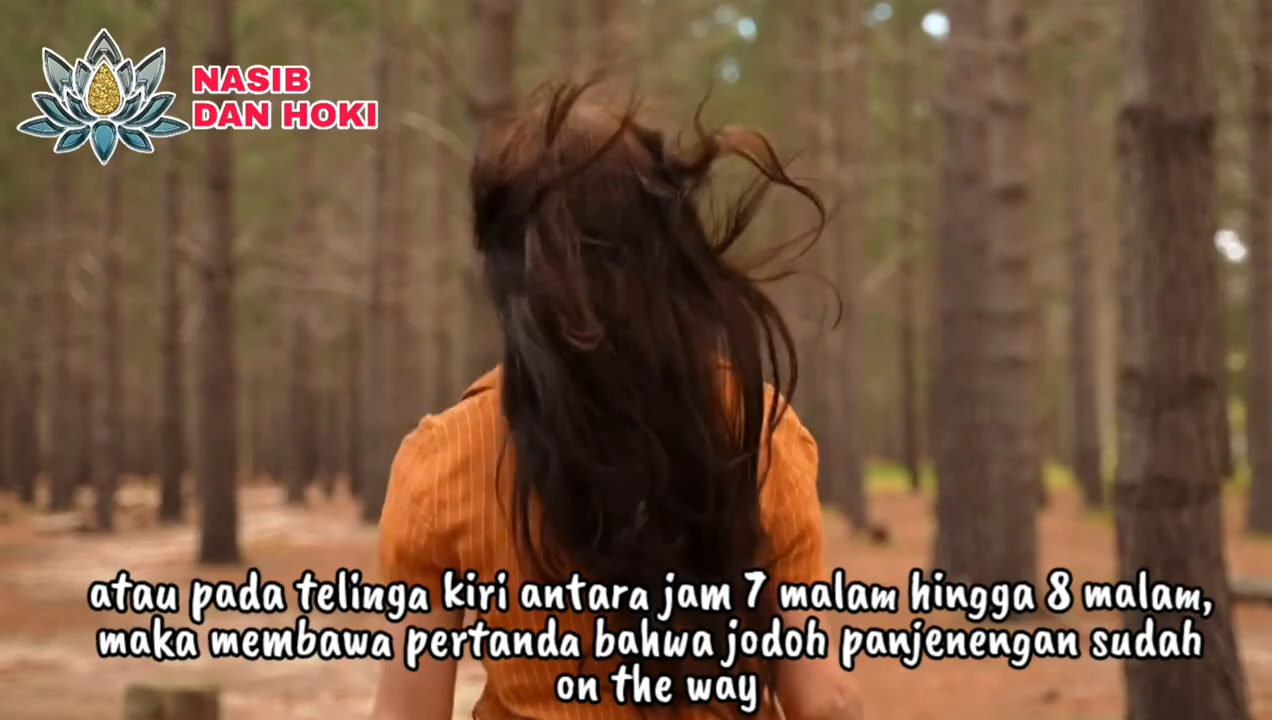 NASIB
DAN HOKI
atau pada telinga kiri antara jam 7 malam hingga 8 malam,
maka membawa pertanda bahwa jodoh panjenengan sudah
on the way